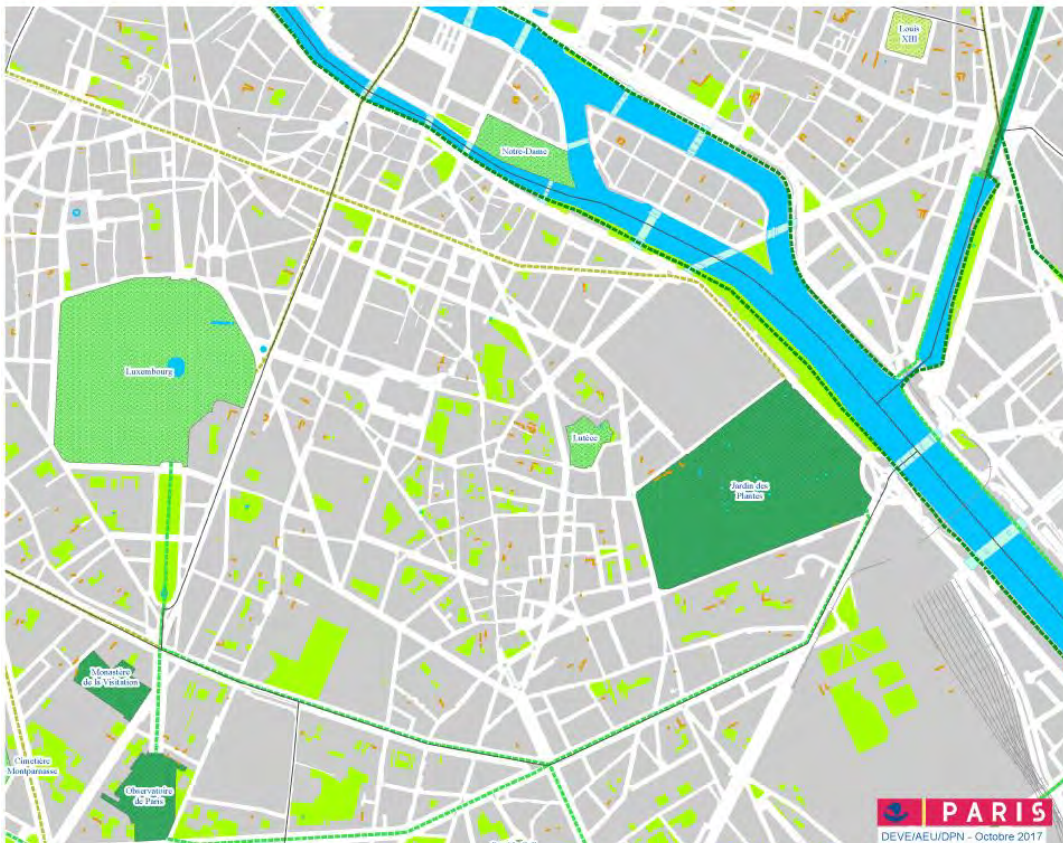 Louis
XIII
Notre-Dame
Luxembourg
Lutèce
Jardin des
Plantes
Monastère
de la Visitation
Cimetière
Montparnasse
Observatoire
de Paris
PARIS
DEVE/AEU/DPN - Octobre 2017